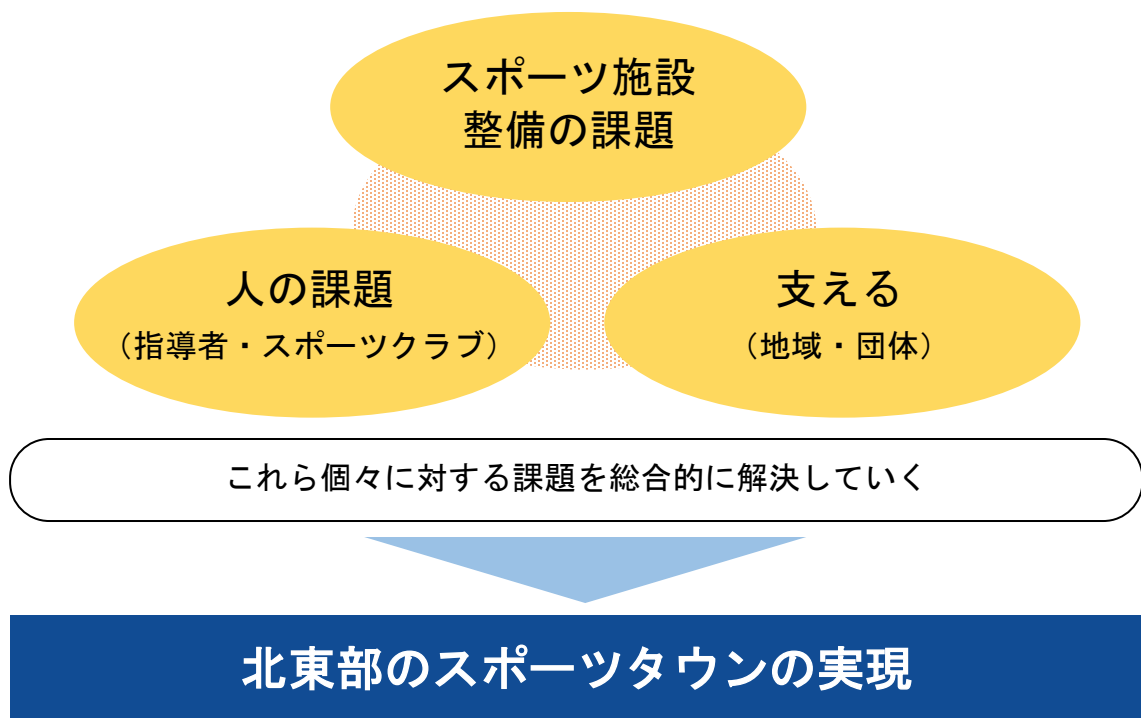 スポーツ施設
整備の課題
人の課題
（指導者・スポーツクラブ）
支える
（地域・団体）
これら個々に対する課題を総合的に解決していく
北東部のスポーツタウンの実現